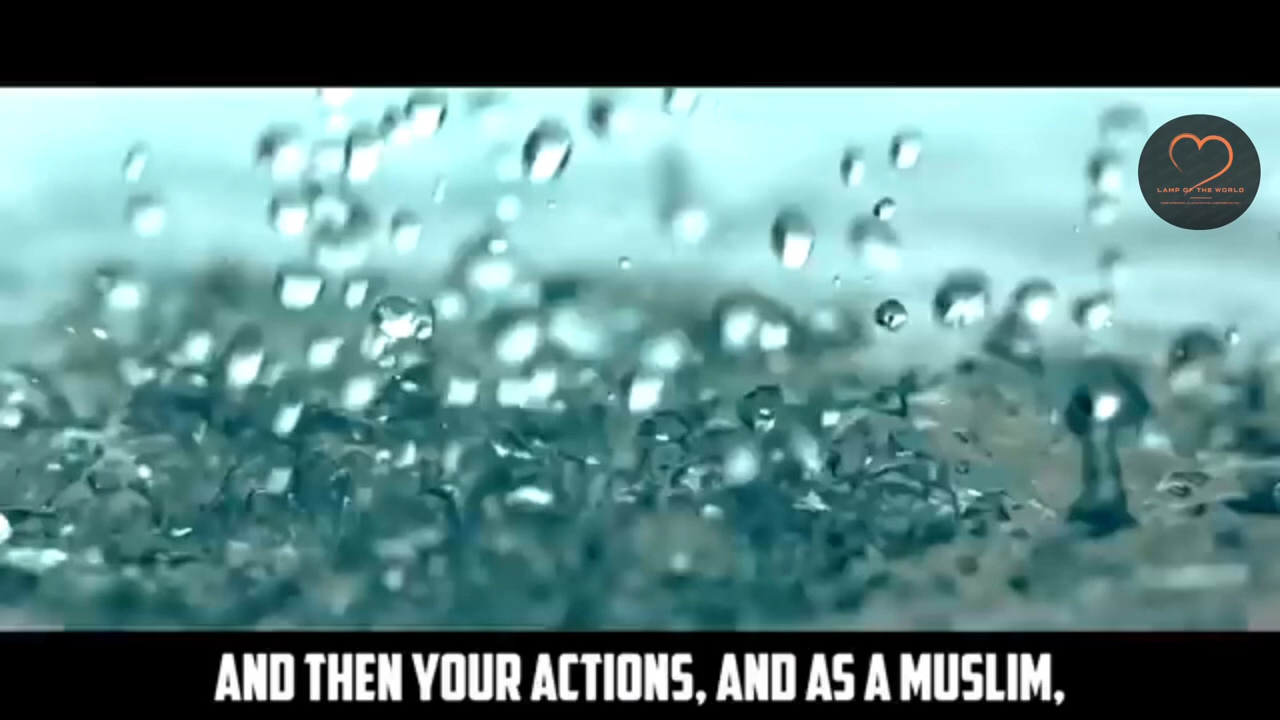 LAMP OF THE WORLD
AND THEN YOUR ACTIONS, AND AS A MUSLIM,